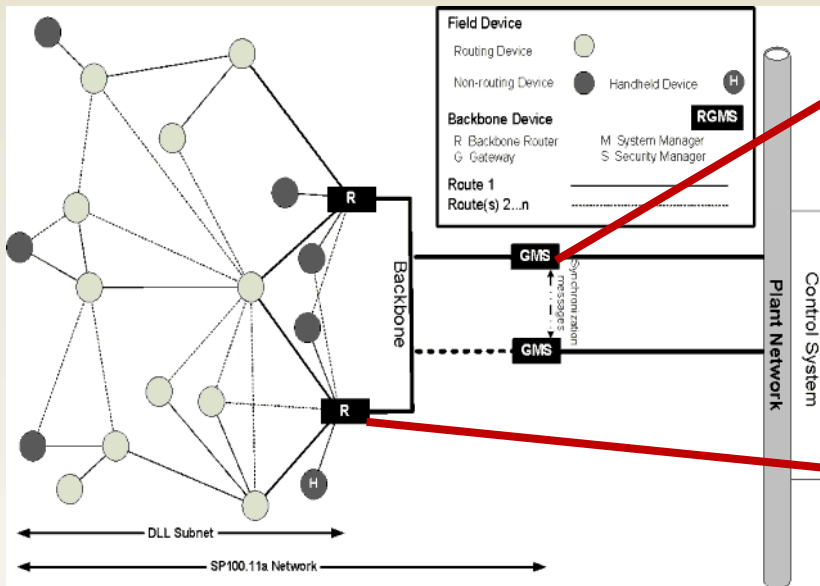 Field Device
Routing Device
Non-routing Device
Handheld Device
H
Backbone Device
RGMS
R Backbone Router
M System Manager
G Gateway
S Security Manager
Route 1
Route(s) 2...n
R
Backbone
GMS
Synchronization
messages
GMS
R
H
Plant Network
Control System
DLL Subnet
SP100.11a Network